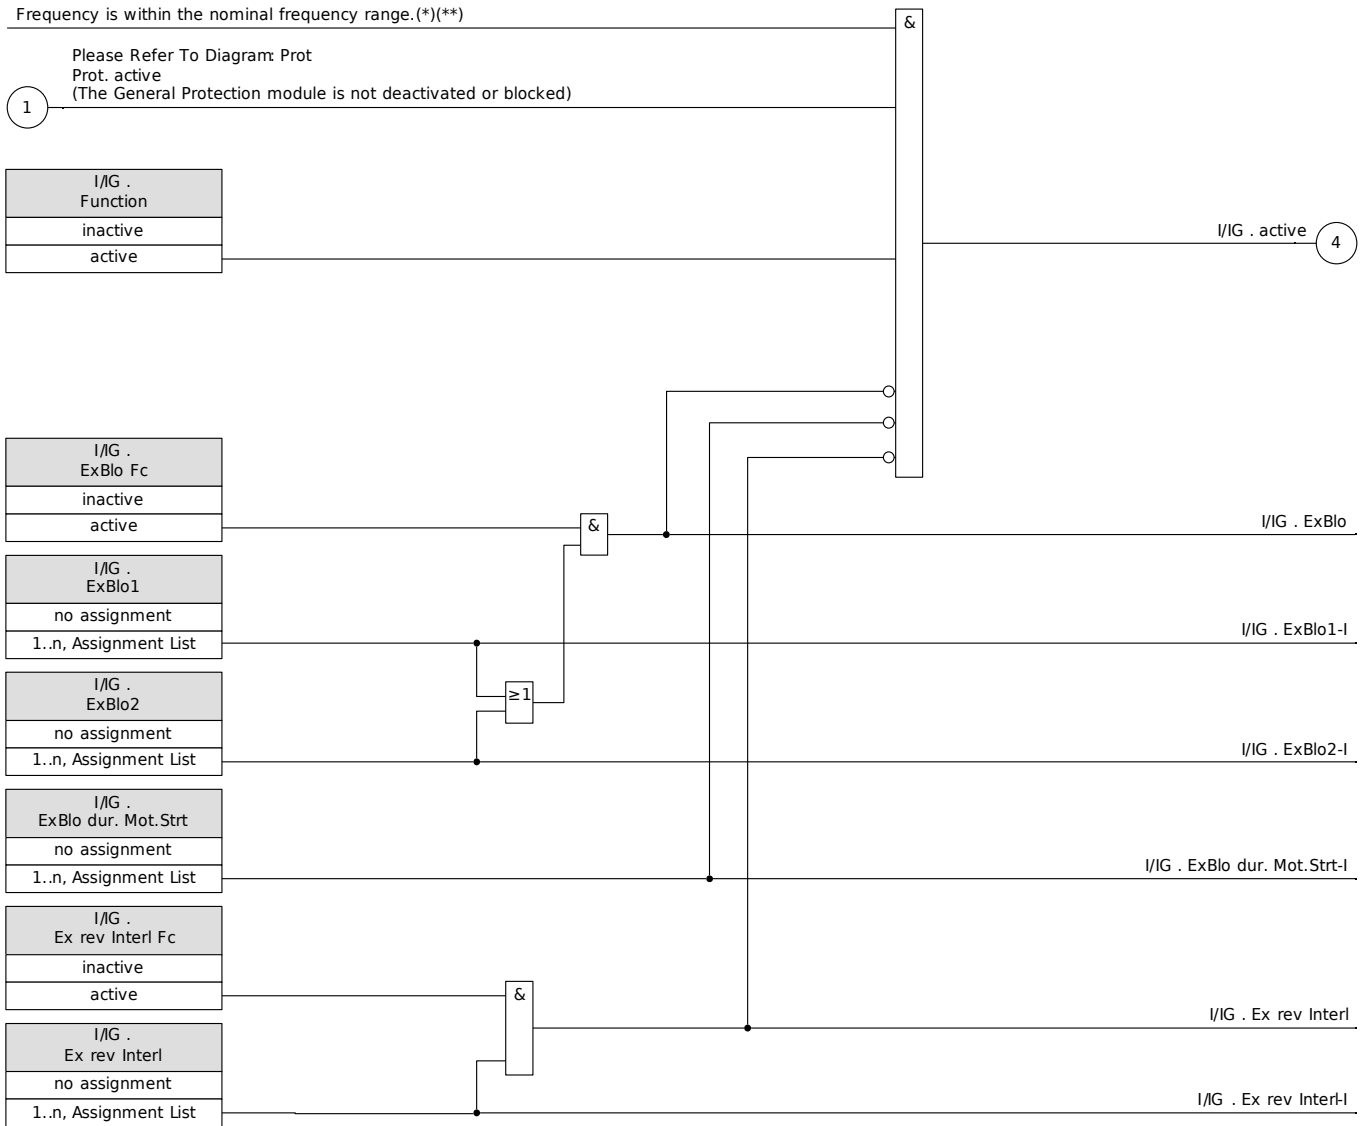 Frequency is within the nominal frequency range.(*)(**)
&
Please Refer To Diagram: Prot
Prot. active
(The General Protection module is not deactivated or blocked)
1
I/IG .
Function
inactive
active
I/IG . active
4
I/IG .
ExBlo Fc
inactive
active
&
I/IG . ExBlo
I/IG .
ExBlo1
no assignment
1..n, Assignment List
I/IG . ExBlo1-I
≥1
I/IG .
ExBlo2
no assignment
1..n, Assignment List
I/IG . ExBlo2-I
I/IG .
ExBlo dur. Mot.Strt
no assignment
1..n, Assignment List
I/IG . ExBlo dur. Mot.Strt-I
I/IG .
Ex rev Interl Fc
inactive
active
&
I/IG . Ex rev Interl
I/IG .
Ex rev Interl
no assignment
1..n, Assignment List
I/IG . Ex rev Interl-I